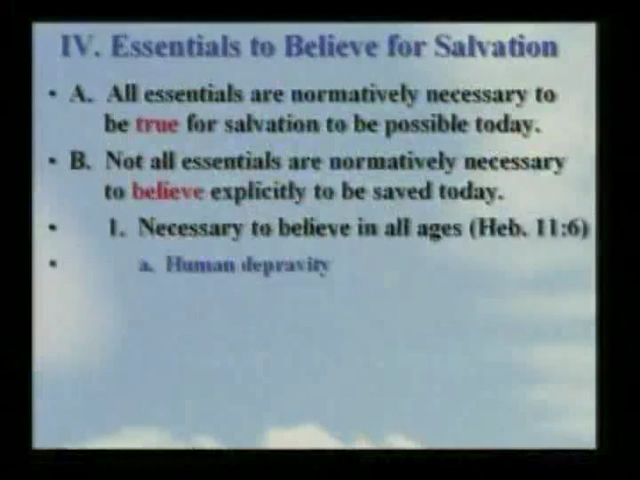 IV. Essentials to Believe for Salvation
• A. All essentials are normatively necessary to
be true for salvation to be possible today.
• B. Not all essentials are normatively necessary
to believe explicitly to be saved today.
• 1. Necessary to believe in all ages (Heb. 11:6)
• a. Human depravity